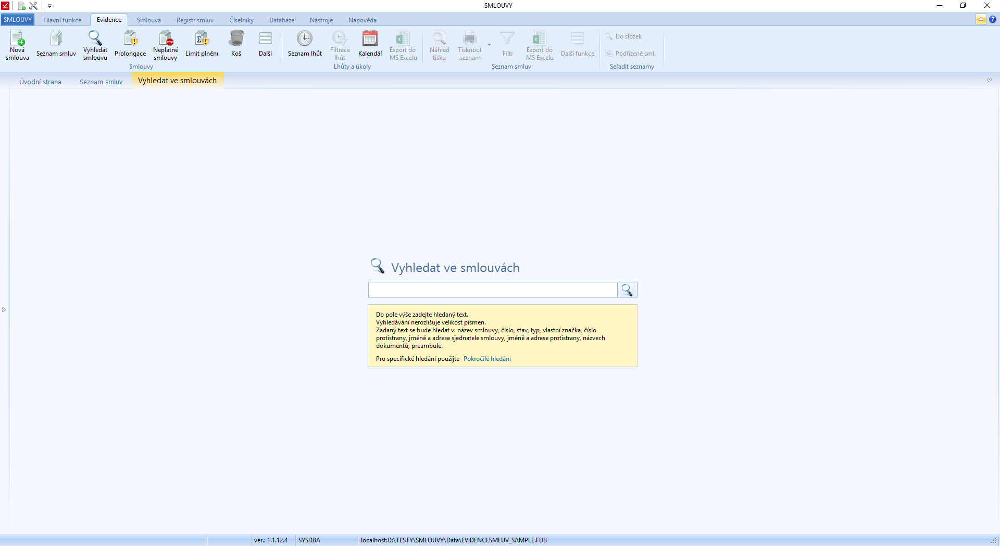 SMLOUVY
SMLOUVY Hlavní funkce Evidence Smlouva Registr smluv Číselníky Databáze Nástroje Nápověda
Nová smlouva
Seznam smluv
Vyhledat smlouvu
Prolongace
Neplatné smlouvy
Limit plnění
Koš
Další
Smlouvy
Seznam lhůt
Filtrace lhůt
Kalendář
Export do MS Excelu
Lhůty a úkoly
Náhled tisku
Tisknout seznam
Filtr
Export do MS Excelu
Další funkce
Seznam smluv
Do složek
Podřízené sml.
Seřadit seznamy
Úvodní strana Seznam smluv Vyhledat ve smlouvách
Vyhledat ve smlouvách
Do pole výše zadejte hledaný text.
Vyhledávání nerozlišuje velikost písmen.
Zadaný text se bude hledat v: název smlouvy, číslo, stav, typ, vlastní značka, číslo
protistrany, jméně a adrese sjednatele smlouvy, jméně a adrese protistrany, názvech
dokumentů, preambule.
Pro specifické hledání použijte Pokročilé hledání
ver.: 1.1.12.4 SYSDBA localhost:D:\TESTY\SMLOUVY\Data\EVIDENCESMLUV_SAMPLE.FDB